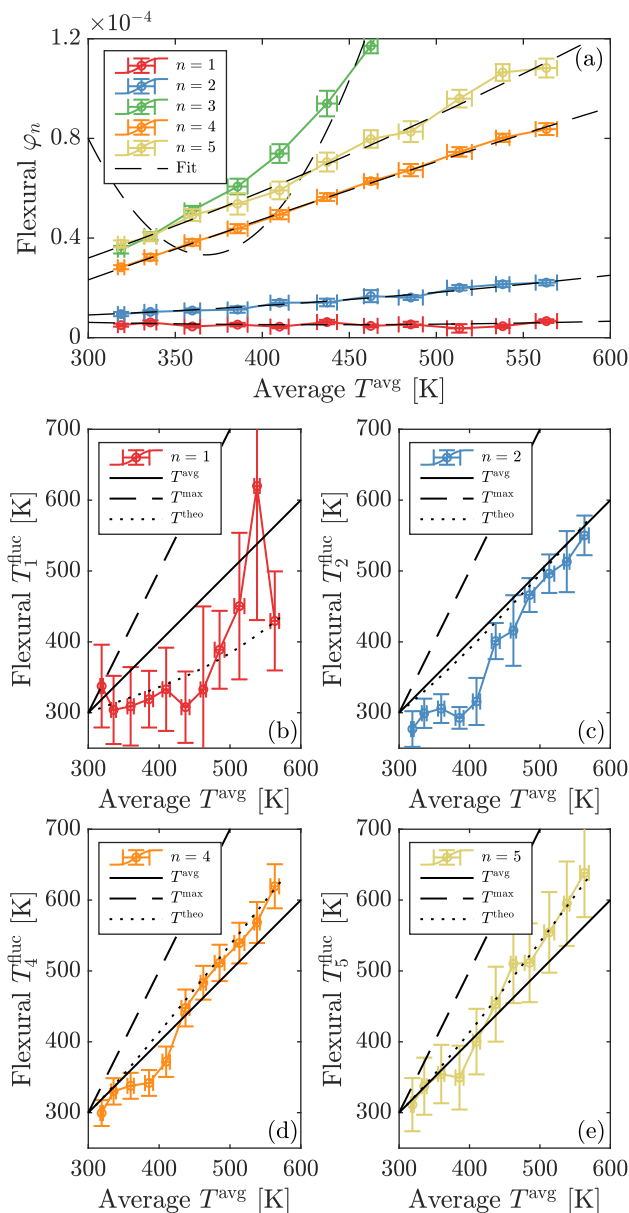 ×10⁻⁴
1.2
0.8
0.4
0
Flexural φₙ
n = 1
n = 2
n = 3
n = 4
n = 5
Fit
(a)
300 350 400 450 500 550 600
Average Tᵃᵛᵍ [K]
700
600
500
400
300
Flexural T₁ᶠˡᵘᶜ [K]
n = 1
Tᵃᵛᵍ
Tᵐᵃˣ
Tᵗʰᵉᵒ
(b)
300 400 500 600
Average Tᵃᵛᵍ [K]
700
600
500
400
300
Flexural T₂ᶠˡᵘᶜ [K]
n = 2
Tᵃᵛᵍ
Tᵐᵃˣ
Tᵗʰᵉᵒ
(c)
300 400 500 600
Average Tᵃᵛᵍ [K]
700
600
500
400
300
Flexural T₄ᶠˡᵘᶜ [K]
n = 4
Tᵃᵛᵍ
Tᵐᵃˣ
Tᵗʰᵉᵒ
(d)
300 400 500 600
Average Tᵃᵛᵍ [K]
700
600
500
400
300
Flexural T₅ᶠˡᵘᶜ [K]
n = 5
Tᵃᵛᵍ
Tᵐᵃˣ
Tᵗʰᵉᵒ
(e)
300 400 500 600
Average Tᵃᵛᵍ [K]